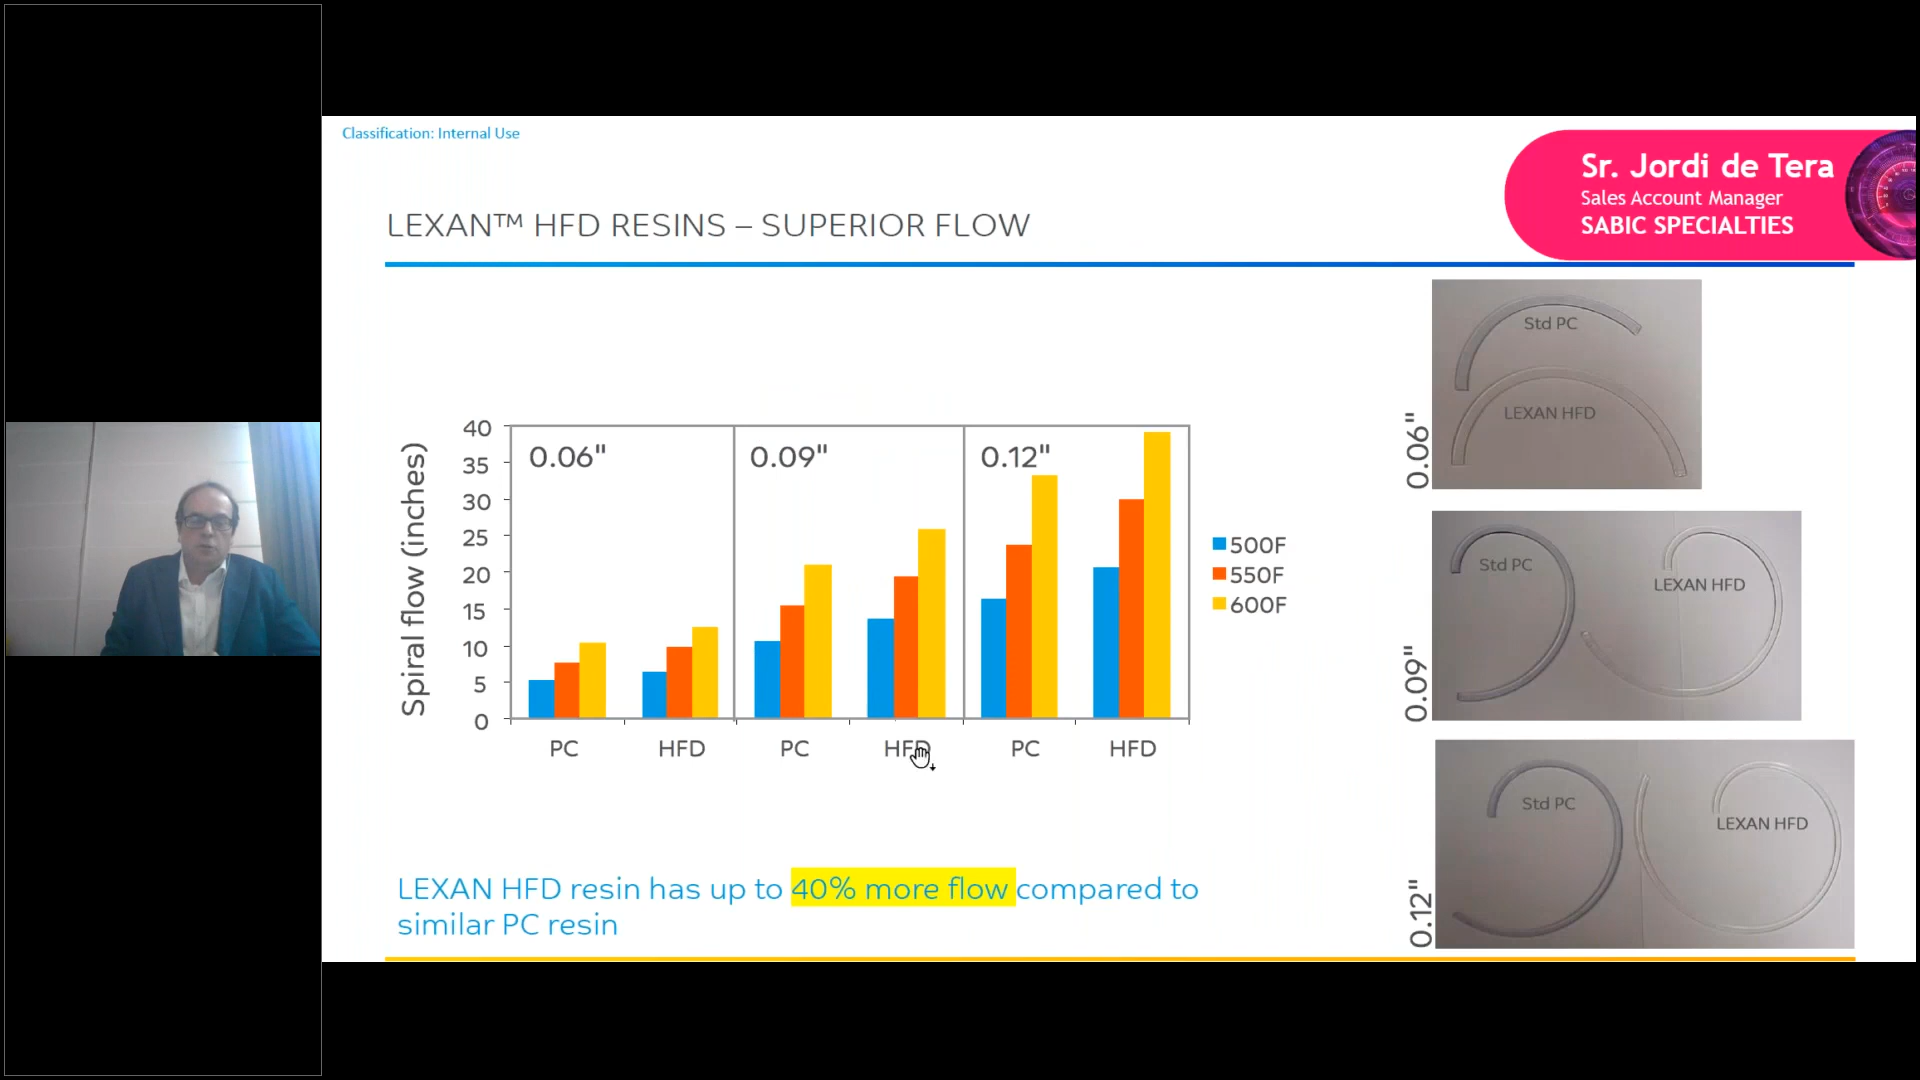 Classification: Internal Use
Sr. Jordi de Tera
Sales Account Manager
SABIC SPECIALTIES
LEXAN™ HFD RESINS – SUPERIOR FLOW
Spiral flow (inches)
40
35
30
25
20
15
10
5
0
0.06"
0.09"
0.12"
PC
HFD
PC
HFD
PC
HFD
500F
550F
600F
LEXAN HFD resin has up to 40% more flow compared to
similar PC resin
0.06"
Std PC
LEXAN HFD
0.09"
Std PC
LEXAN HFD
0.12"
Std PC
LEXAN HFD